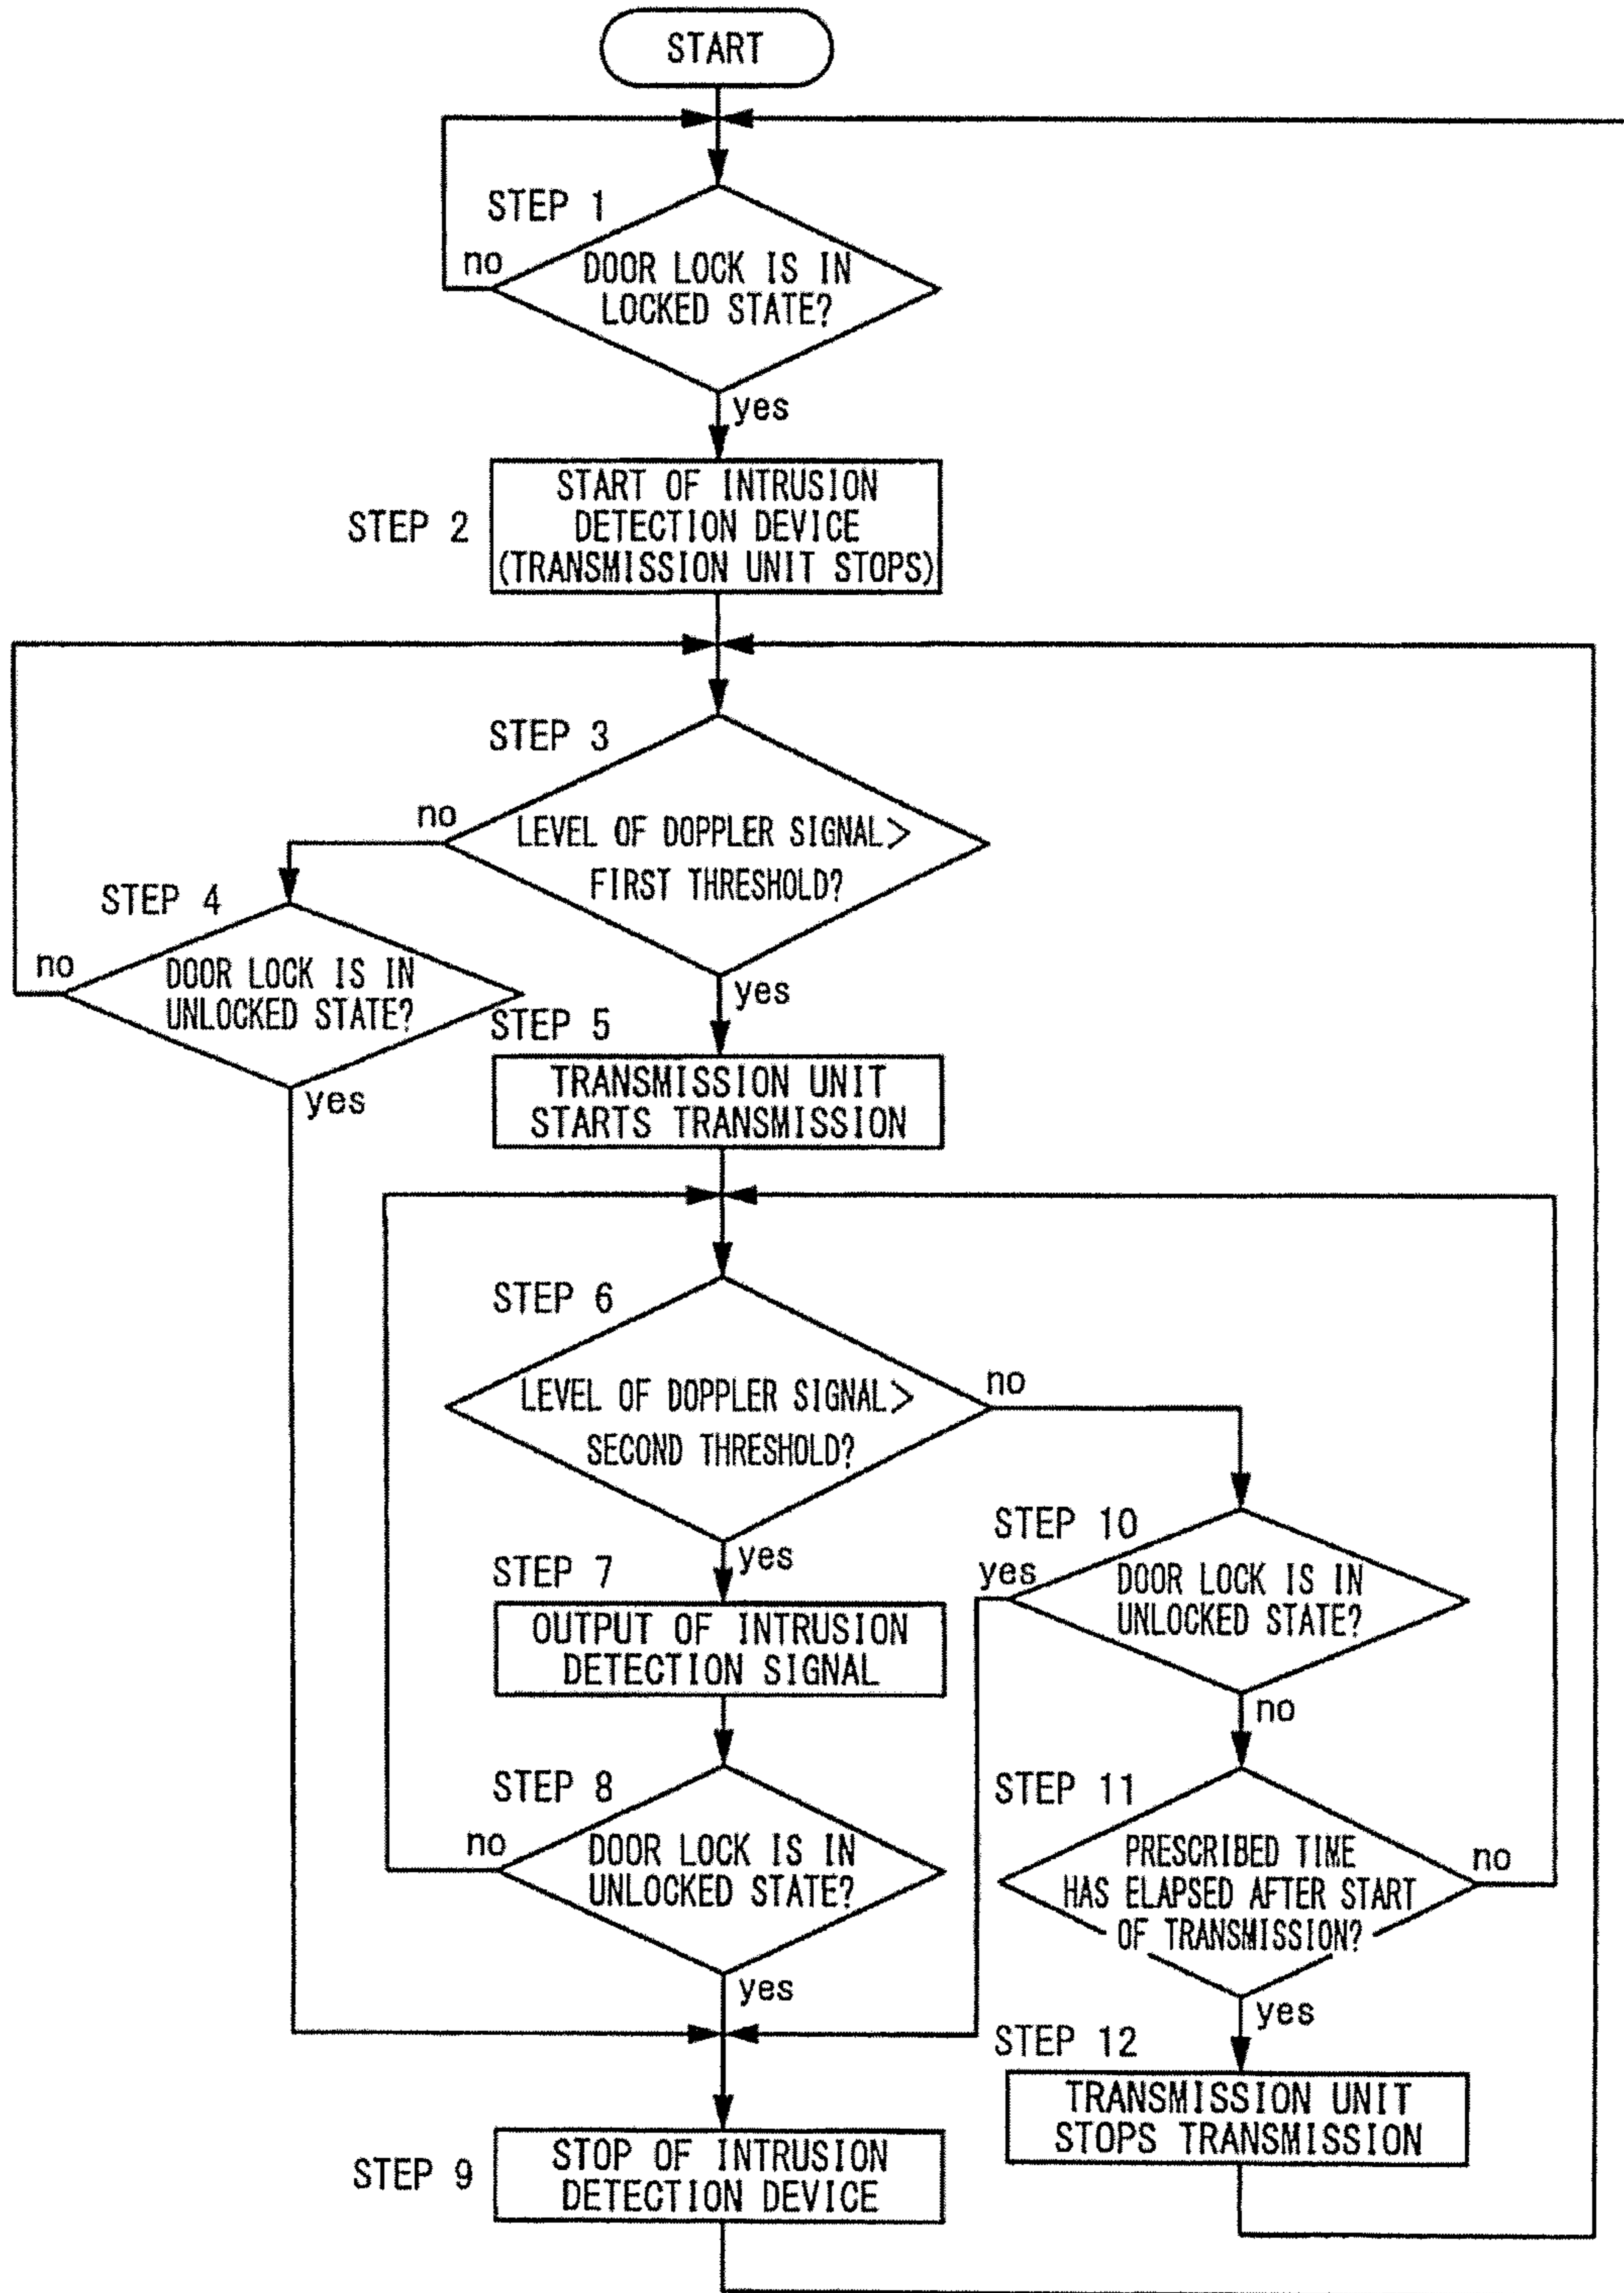 START
STEP 1
no
DOOR LOCK IS IN
LOCKED STATE?
yes
STEP 2
START OF INTRUSION
DETECTION DEVICE
(TRANSMISSION UNIT STOPS)
STEP 3
no
LEVEL OF DOPPLER SIGNAL>
FIRST THRESHOLD?
STEP 4
no
DOOR LOCK IS IN
UNLOCKED STATE?
yes
yes
STEP 5
TRANSMISSION UNIT
STARTS TRANSMISSION
STEP 6
LEVEL OF DOPPLER SIGNAL>
SECOND THRESHOLD?
no
yes
STEP 7
OUTPUT OF INTRUSION
DETECTION SIGNAL
STEP 8
no
DOOR LOCK IS IN
UNLOCKED STATE?
yes
STEP 9
STOP OF INTRUSION
DETECTION DEVICE
STEP 10
yes
DOOR LOCK IS IN
UNLOCKED STATE?
no
STEP 11
PRESCRIBED TIME
HAS ELAPSED AFTER START
OF TRANSMISSION?
no
yes
STEP 12
TRANSMISSION UNIT
STOPS TRANSMISSION